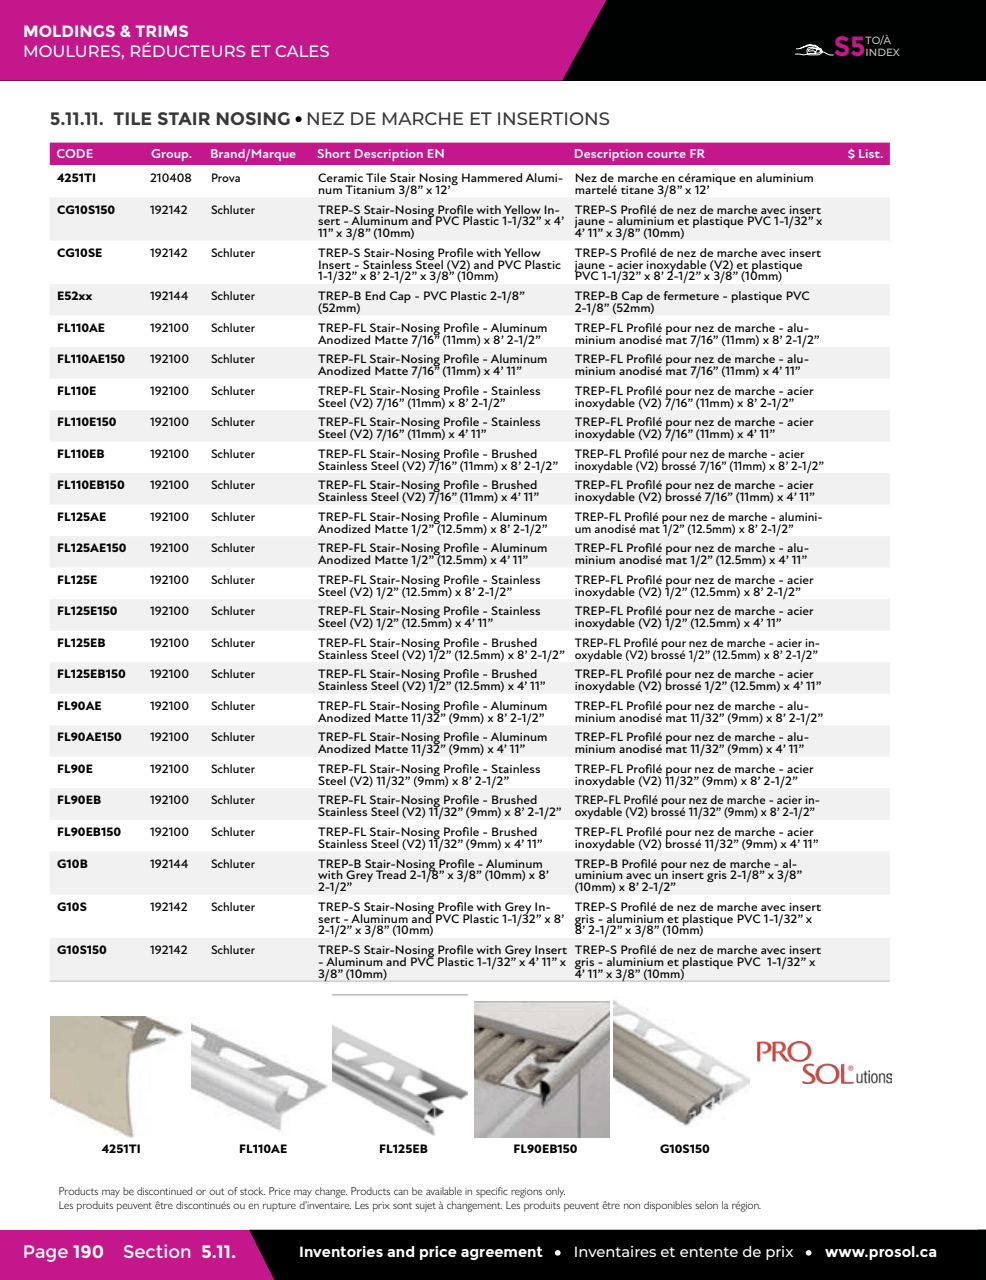 MOLDINGS & TRIMS
MOULURES, RÉDUCTEURS ET CALES
S5 TO/À INDEX
5.11.11. TILE STAIR NOSING • NEZ DE MARCHE ET INSERTIONS
CODE Group. Brand/Marque Short Description EN Description courte FR $ List.
4251TI 210408 Prova Ceramic Tile Stair Nosing Hammered Alumi- Nez de marche en céramique en aluminium
num Titanium 3/8” x 12’ martelé titane 3/8” x 12’
CG10S150 192142 Schluter TREP-S Stair-Nosing Profile with Yellow In- TREP-S Profilé de nez de marche avec insert
sert - Aluminum and PVC Plastic 1-1/32” x 4’ jaune - aluminium et plastique PVC 1-1/32” x
11” x 3/8” (10mm) 4’ 11” x 3/8” (10mm)
CG10SE 192142 Schluter TREP-S Stair-Nosing Profile with Yellow TREP-S Profilé de nez de marche avec insert
Insert - Stainless Steel (V2) and PVC Plastic jaune - acier inoxydable (V2) et plastique
1-1/32” x 8’ 2-1/2” x 3/8” (10mm) PVC 1-1/32” x 8’ 2-1/2” x 3/8” (10mm)
E52xx 192144 Schluter TREP-B End Cap - PVC Plastic 2-1/8” TREP-B Cap de fermeture - plastique PVC
(52mm) 2-1/8” (52mm)
FL110AE 192100 Schluter TREP-FL Stair-Nosing Profile - Aluminum TREP-FL Profilé pour nez de marche - alu-
Anodized Matte 7/16” (11mm) x 8’ 2-1/2” minium anodisé mat 7/16” (11mm) x 8’ 2-1/2”
FL110AE150 192100 Schluter TREP-FL Stair-Nosing Profile - Aluminum TREP-FL Profilé pour nez de marche - alu-
Anodized Matte 7/16” (11mm) x 4’ 11” minium anodisé mat 7/16” (11mm) x 4’ 11”
FL110E 192100 Schluter TREP-FL Stair-Nosing Profile - Stainless TREP-FL Profilé pour nez de marche - acier
Steel (V2) 7/16” (11mm) x 8’ 2-1/2” inoxydable (V2) 7/16” (11mm) x 8’ 2-1/2”
FL110E150 192100 Schluter TREP-FL Stair-Nosing Profile - Stainless TREP-FL Profilé pour nez de marche - acier
Steel (V2) 7/16” (11mm) x 4’ 11” inoxydable (V2) 7/16” (11mm) x 4’ 11”
FL110EB 192100 Schluter TREP-FL Stair-Nosing Profile - Brushed TREP-FL Profilé pour nez de marche - acier
Stainless Steel (V2) 7/16” (11mm) x 8’ 2-1/2” inoxydable (V2) brossé 7/16” (11mm) x 8’ 2-1/2”
FL110EB150 192100 Schluter TREP-FL Stair-Nosing Profile - Brushed TREP-FL Profilé pour nez de marche - acier
Stainless Steel (V2) 7/16” (11mm) x 4’ 11” inoxydable (V2) brossé 7/16” (11mm) x 4’ 11”
FL125AE 192100 Schluter TREP-FL Stair-Nosing Profile - Aluminum TREP-FL Profilé pour nez de marche - alumini-
Anodized Matte 1/2” (12.5mm) x 8’ 2-1/2” um anodisé mat 1/2” (12.5mm) x 8’ 2-1/2”
FL125AE150 192100 Schluter TREP-FL Stair-Nosing Profile - Aluminum TREP-FL Profilé pour nez de marche - alu-
Anodized Matte 1/2” (12.5mm) x 4’ 11” minium anodisé mat 1/2” (12.5mm) x 4’ 11”
FL125E 192100 Schluter TREP-FL Stair-Nosing Profile - Stainless TREP-FL Profilé pour nez de marche - acier
Steel (V2) 1/2” (12.5mm) x 8’ 2-1/2” inoxydable (V2) 1/2” (12.5mm) x 8’ 2-1/2”
FL125E150 192100 Schluter TREP-FL Stair-Nosing Profile - Stainless TREP-FL Profilé pour nez de marche - acier
Steel (V2) 1/2” (12.5mm) x 4’ 11” inoxydable (V2) 1/2” (12.5mm) x 4’ 11”
FL125EB 192100 Schluter TREP-FL Stair-Nosing Profile - Brushed TREP-FL Profilé pour nez de marche - acier in-
Stainless Steel (V2) 1/2” (12.5mm) x 8’ 2-1/2” oxydable (V2) brossé 1/2” (12.5mm) x 8’ 2-1/2”
FL125EB150 192100 Schluter TREP-FL Stair-Nosing Profile - Brushed TREP-FL Profilé pour nez de marche - acier
Stainless Steel (V2) 1/2” (12.5mm) x 4’ 11” inoxydable (V2) brossé 1/2” (12.5mm) x 4’ 11”
FL90AE 192100 Schluter TREP-FL Stair-Nosing Profile - Aluminum TREP-FL Profilé pour nez de marche - alu-
Anodized Matte 11/32” (9mm) x 8’ 2-1/2” minium anodisé mat 11/32” (9mm) x 8’ 2-1/2”
FL90AE150 192100 Schluter TREP-FL Stair-Nosing Profile - Aluminum TREP-FL Profilé pour nez de marche - alu-
Anodized Matte 11/32” (9mm) x 4’ 11” minium anodisé mat 11/32” (9mm) x 4’ 11”
FL90E 192100 Schluter TREP-FL Stair-Nosing Profile - Stainless TREP-FL Profilé pour nez de marche - acier
Steel (V2) 11/32” (9mm) x 8’ 2-1/2” inoxydable (V2) 11/32” (9mm) x 8’ 2-1/2”
FL90EB 192100 Schluter TREP-FL Stair-Nosing Profile - Brushed TREP-FL Profilé pour nez de marche - acier in-
Stainless Steel (V2) 11/32” (9mm) x 8’ 2-1/2” oxydable (V2) brossé 11/32” (9mm) x 8’ 2-1/2”
FL90EB150 192100 Schluter TREP-FL Stair-Nosing Profile - Brushed TREP-FL Profilé pour nez de marche - acier
Stainless Steel (V2) 11/32” (9mm) x 4’ 11” inoxydable (V2) brossé 11/32” (9mm) x 4’ 11”
G10B 192144 Schluter TREP-B Stair-Nosing Profile - Aluminum TREP-B Profilé pour nez de marche - al-
with Grey Tread 2-1/8” x 3/8” (10mm) x 8’ uminium avec un insert gris 2-1/8” x 3/8”
2-1/2” (10mm) x 8’ 2-1/2”
G10S 192142 Schluter TREP-S Stair-Nosing Profile with Grey In- TREP-S Profilé de nez de marche avec insert
sert - Aluminum and PVC Plastic 1-1/32” x 8’ gris - aluminium et plastique PVC 1-1/32” x
2-1/2” x 3/8” (10mm) 8’ 2-1/2” x 3/8” (10mm)
G10S150 192142 Schluter TREP-S Stair-Nosing Profile with Grey Insert TREP-S Profilé de nez de marche avec insert
- Aluminum and PVC Plastic 1-1/32” x 4’ 11” x gris - aluminium et plastique PVC 1-1/32” x
3/8” (10mm) 4’ 11” x 3/8” (10mm)
PRO
SOL® utions
4251TI FL110AE FL125EB FL90EB150 G10S150
Products may be discontinued or out of stock. Price may change. Products can be available in specific regions only.
Les produits peuvent être discontinués ou en rupture d’inventaire. Les prix sont sujet à changement. Les produits peuvent être non disponibles selon la région.
Page 190 Section 5.11. Inventories and price agreement • Inventaires et entente de prix • www.prosol.ca